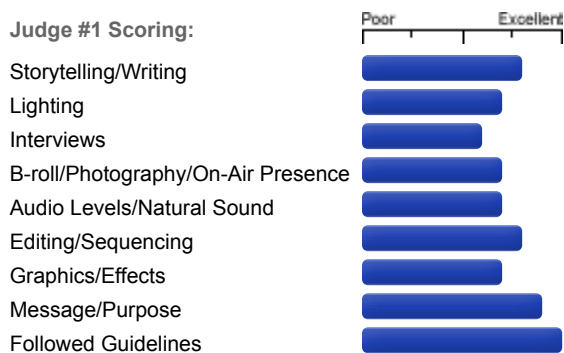 Poor Excellent
Judge #1 Scoring:
Storytelling/Writing
Lighting
Interviews
B-roll/Photography/On-Air Presence
Audio Levels/Natural Sound
Editing/Sequencing
Graphics/Effects
Message/Purpose
Followed Guidelines